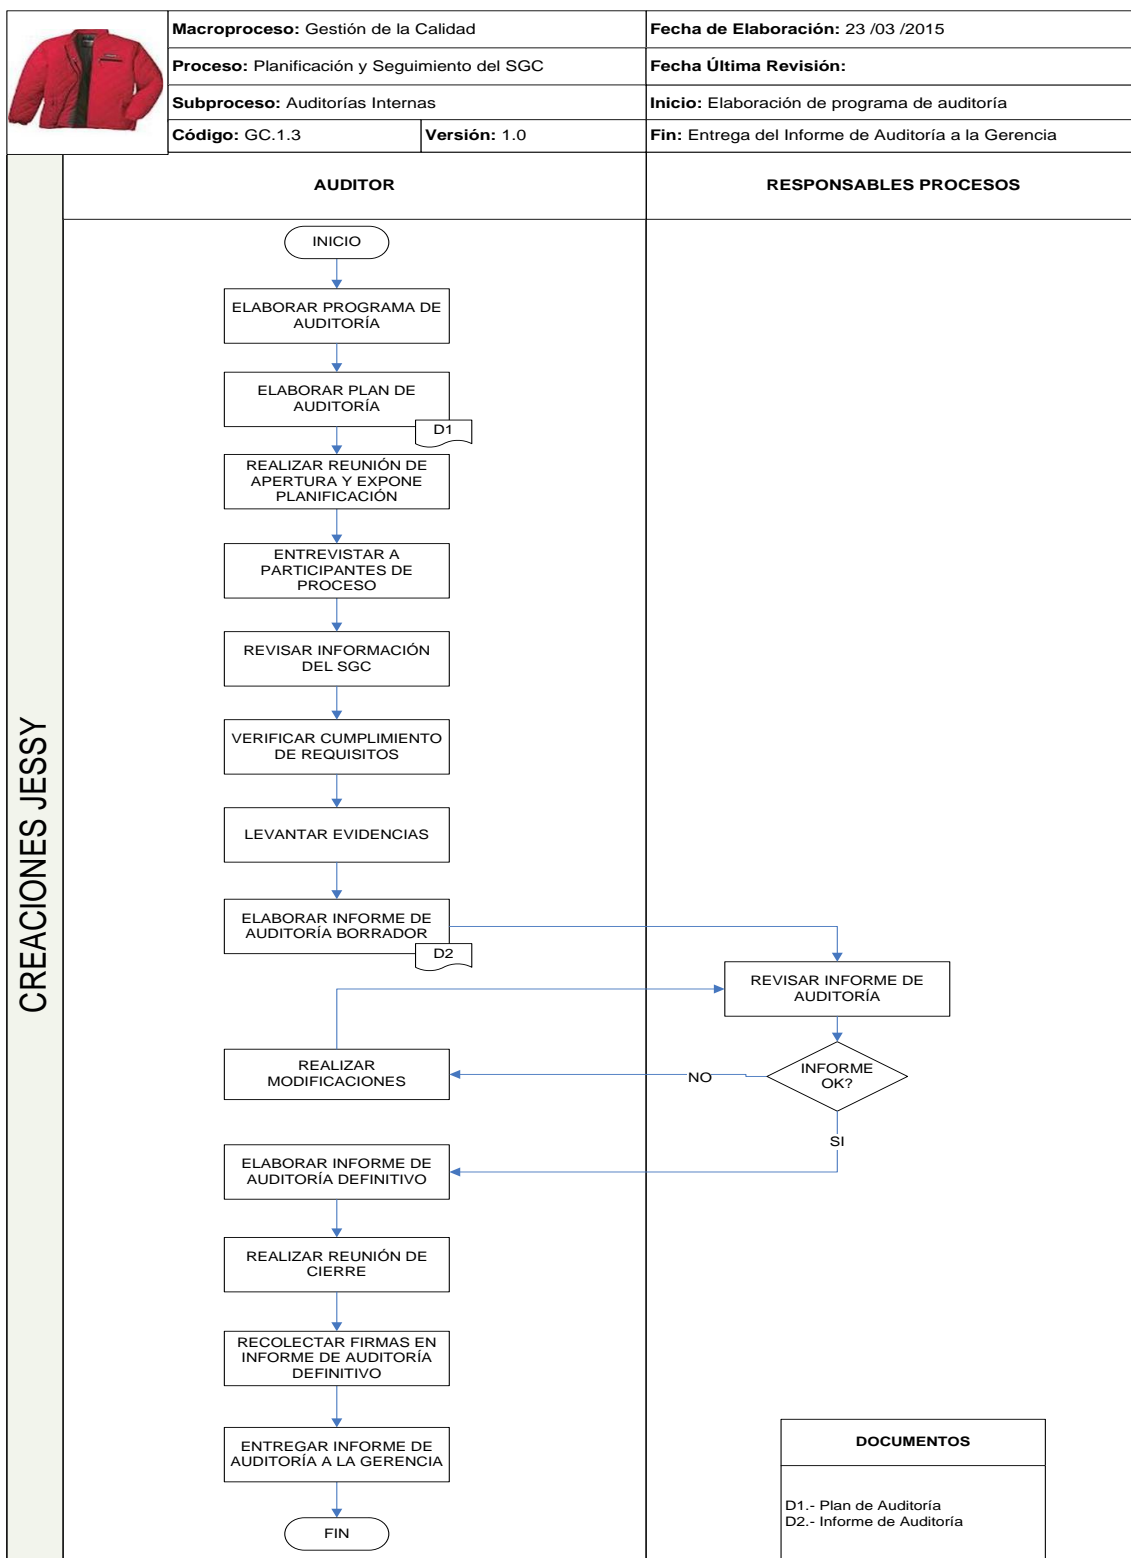 Macroproceso: Gestión de la Calidad
Fecha de Elaboración: 23 /03 /2015
Proceso: Planificación y Seguimiento del SGC
Fecha Última Revisión:
Subproceso: Auditorías Internas
Inicio: Elaboración de programa de auditoría
Código: GC.1.3
Versión: 1.0
Fin: Entrega del Informe de Auditoría a la Gerencia
CREACIONES JESSY
AUDITOR
RESPONSABLES PROCESOS
INICIO
ELABORAR PROGRAMA DE
AUDITORÍA
ELABORAR PLAN DE
AUDITORÍA
D1
REALIZAR REUNIÓN DE
APERTURA Y EXPONE
PLANIFICACIÓN
ENTREVISTAR A
PARTICIPANTES DE
PROCESO
REVISAR INFORMACIÓN
DEL SGC
VERIFICAR CUMPLIMIENTO
DE REQUISITOS
LEVANTAR EVIDENCIAS
ELABORAR INFORME DE
AUDITORÍA BORRADOR
D2
REVISAR INFORME DE
AUDITORÍA
INFORME
OK?
NO
REALIZAR
MODIFICACIONES
SI
ELABORAR INFORME DE
AUDITORÍA DEFINITIVO
REALIZAR REUNIÓN DE
CIERRE
RECOLECTAR FIRMAS EN
INFORME DE AUDITORÍA
DEFINITIVO
ENTREGAR INFORME DE
AUDITORÍA A LA GERENCIA
FIN
DOCUMENTOS
D1.- Plan de Auditoría
D2.- Informe de Auditoría